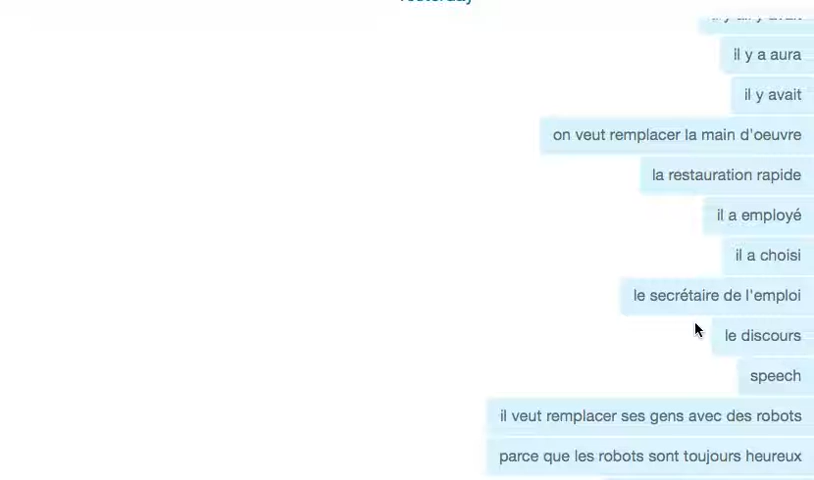 Yesterday
il y a aura
il y avait
on veut remplacer la main d'oeuvre
la restauration rapide
il a employé
il a choisi
le secrétaire de l'emploi
le discours
speech
il veut remplacer ses gens avec des robots
parce que les robots sont toujours heureux